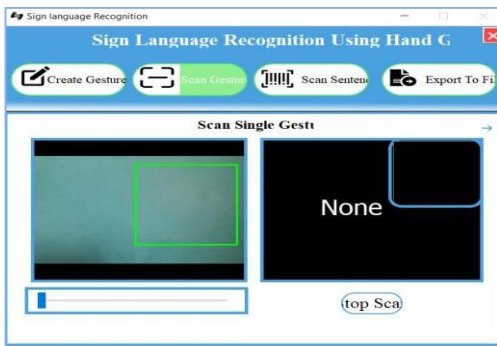 Sign language Recognition
Sign Language Recognition Using Hand G
Create Gesture Scan Gestur Scan Senten Export To Fi
Scan Single Gestu
None
top Sca